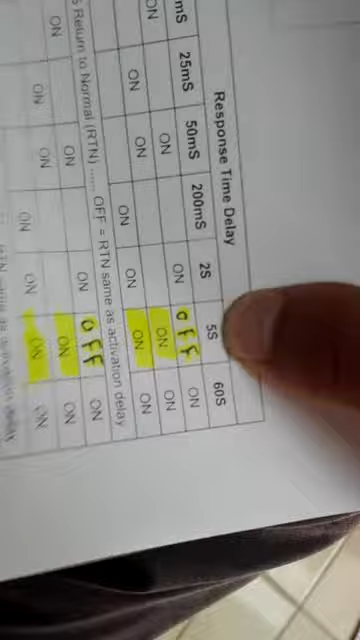 Response Time Delay
mS 25mS 50mS 200mS 2S 5S 60S
ON ON ON OFF ON
ON ON ON ON
ON ON ON ON
Return to Normal (RTN) ...... OFF = RTN same as activation delay
ON ON ON OFF ON
ON ON ON ON
ON ON ON ON